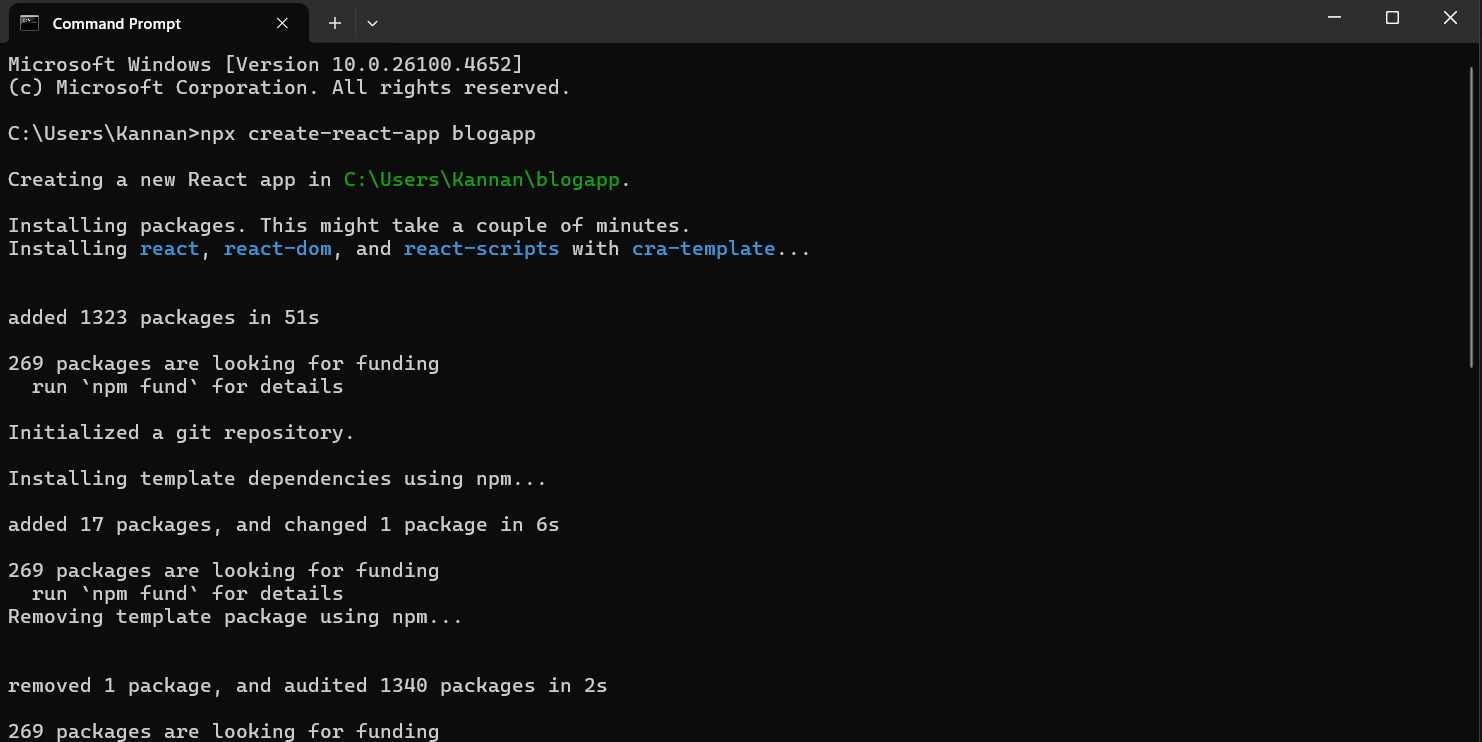 Command Prompt
Microsoft Windows [Version 10.0.26100.4652]
(c) Microsoft Corporation. All rights reserved.
C:\Users\Kannan>npx create-react-app blogapp
Creating a new React app in C:\Users\Kannan\blogapp.
Installing packages. This might take a couple of minutes.
Installing react, react-dom, and react-scripts with cra-template...
added 1323 packages in 51s
269 packages are looking for funding
  run `npm fund` for details
Initialized a git repository.
Installing template dependencies using npm...
added 17 packages, and changed 1 package in 6s
269 packages are looking for funding
  run `npm fund` for details
Removing template package using npm...
removed 1 package, and audited 1340 packages in 2s
269 packages are looking for funding